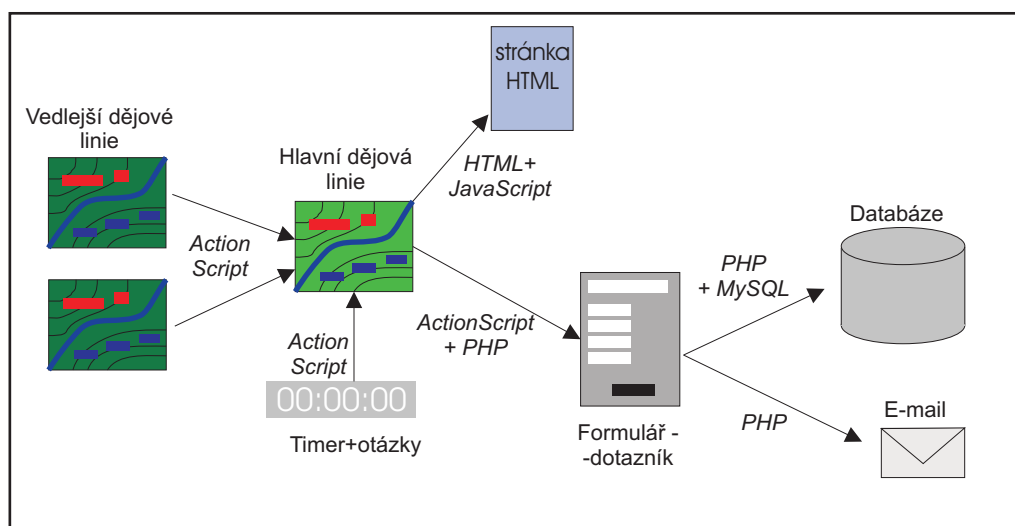 stránka
HTML
Vedlejší dějové
linie
Hlavní dějová
linie
HTML+
JavaScript
Action
Script
Databáze
PHP
+ MySQL
ActionScript
+ PHP
Action
Script
00:00:00
Timer+otázky
Formulář -
-dotazník
PHP
E-mail